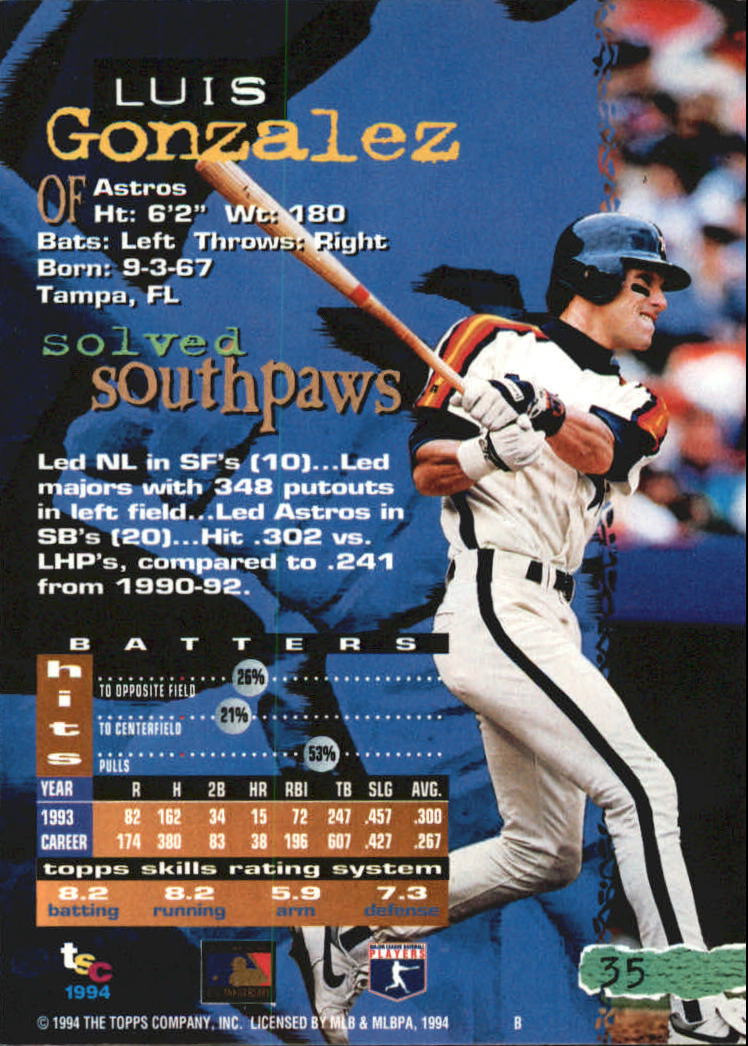 LUIS
Gonzalez
OF Astros
Ht: 6'2" Wt: 180
Bats: Left Throws: Right
Born: 9-3-67
Tampa, FL
solved
southpaws
Led NL in SF's (10)...Led
majors with 348 putouts
in left field...Led Astros in
SB's (20)...Hit .302 vs.
LHP's, compared to .241
from 1990-92.
BATTERS
hits
26%
TO OPPOSITE FIELD
21%
TO CENTERFIELD
53%
PULLS
YEAR R H 2B HR RBI TB SLG AVG.
1993 82 162 34 15 72 247 .457 .300
CAREER 174 380 83 38 196 607 .427 .267
topps skills rating system
8.2 8.2 5.9 7.3
batting running arm defense
tsc
1994
MAJOR LEAGUE BASEBALL
PLAYERS
35
© 1994 THE TOPPS COMPANY, INC. LICENSED BY MLB & MLBPA, 1994 B